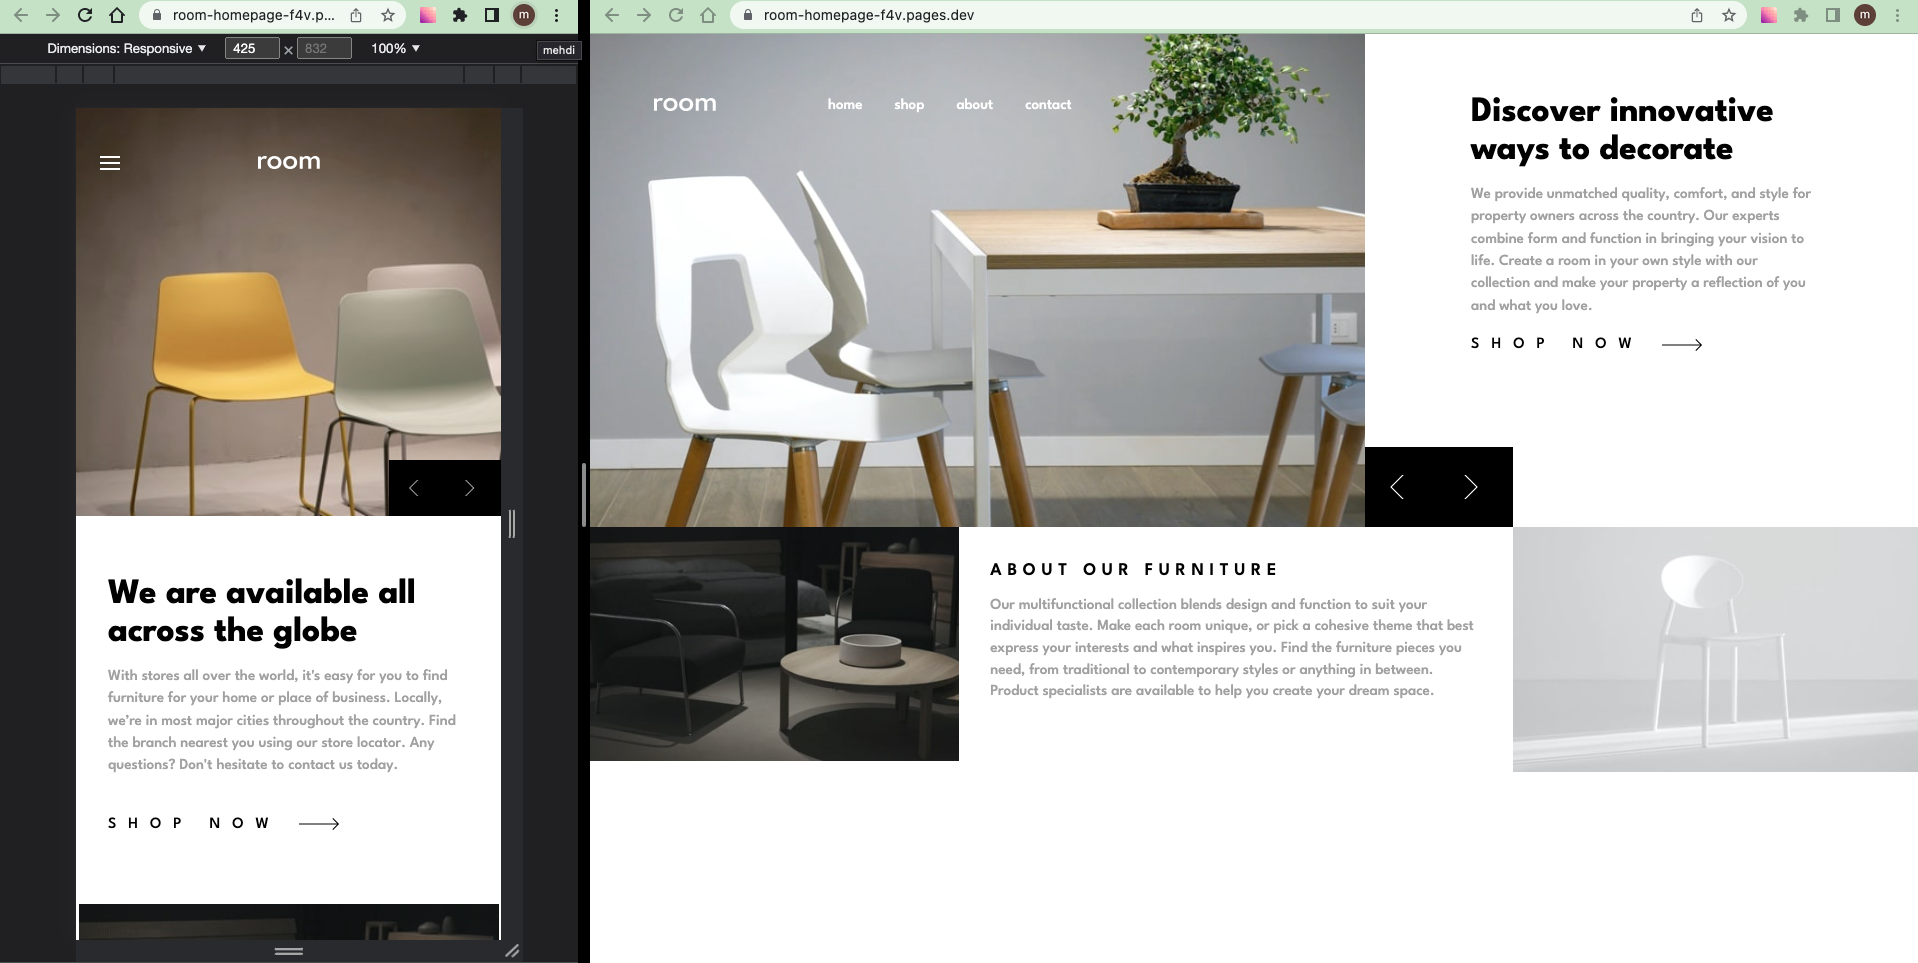 room-homepage-f4v.p...
m
Dimensions: Responsive ▼ 425 × 832 100% ▼
mehdi
room
We are available all
across the globe
With stores all over the world, it's easy for you to find
furniture for your home or place of business. Locally,
we're in most major cities throughout the country. Find
the branch nearest you using our store locator. Any
questions? Don't hesitate to contact us today.
SHOP NOW
room-homepage-f4v.pages.dev
m
room home shop about contact
Discover innovative
ways to decorate
We provide unmatched quality, comfort, and style for
property owners across the country. Our experts
combine form and function in bringing your vision to
life. Create a room in your own style with our
collection and make your property a reflection of you
and what you love.
SHOP NOW
ABOUT OUR FURNITURE
Our multifunctional collection blends design and function to suit your
individual taste. Make each room unique, or pick a cohesive theme that best
express your interests and what inspires you. Find the furniture pieces you
need, from traditional to contemporary styles or anything in between.
Product specialists are available to help you create your dream space.